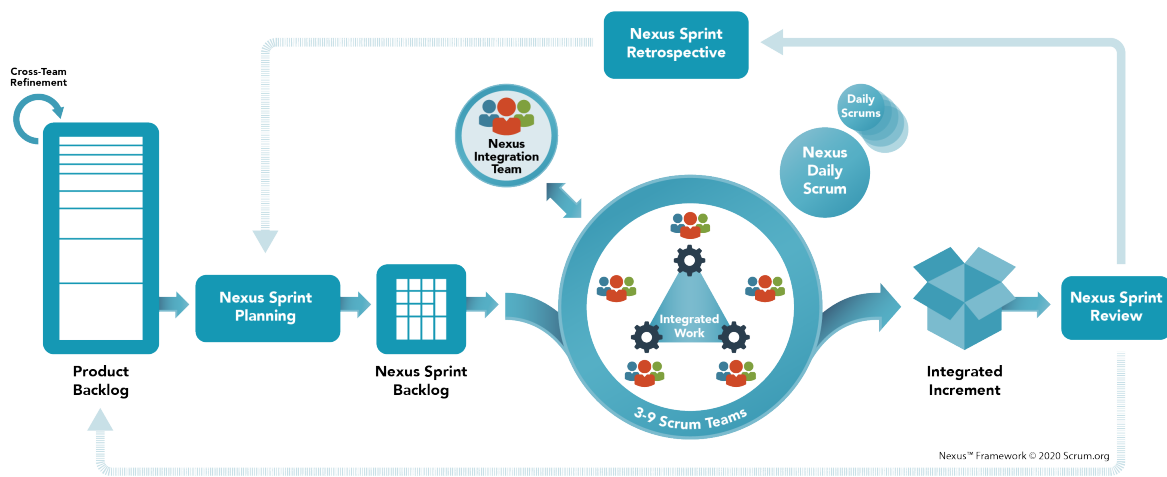 Nexus Sprint
Retrospective
Cross-Team
Refinement
Daily
Scrums
Nexus
Integration
Team
Nexus
Daily
Scrum
Nexus Sprint
Planning
Integrated
Work
Nexus Sprint
Review
Product
Backlog
Nexus Sprint
Backlog
3-9 Scrum Teams
Integrated
Increment
Nexus™ Framework © 2020 Scrum.org